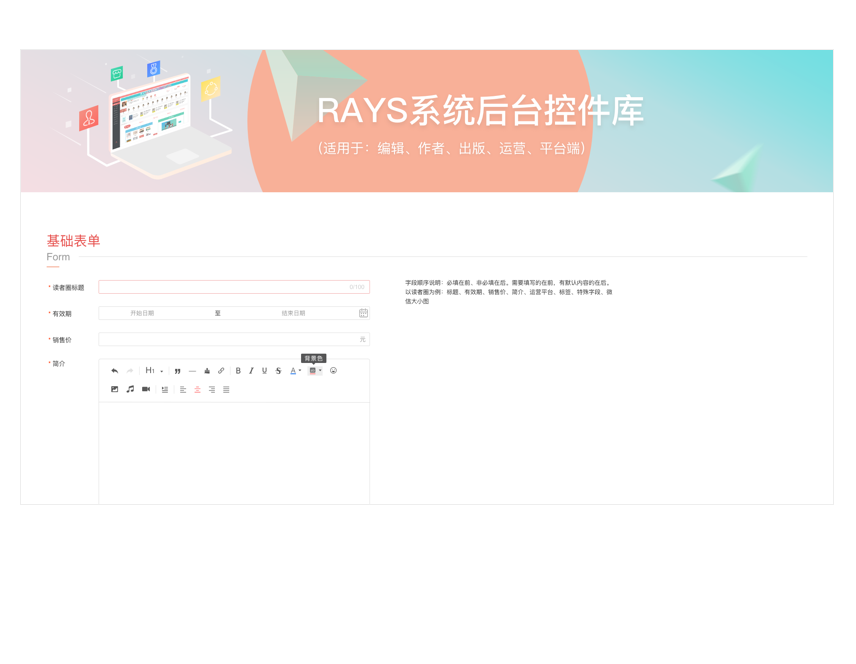 RAYS系统后台控件库
（适用于：编辑、作者、出版、运营、平台端）
基础表单
Form
* 读者圈标题
0/100
字段顺序说明：必填在前、非必填在后。需要填写的在前，有默认内容的在后。
以读者圈为例：标题、有效期、销售价、简介、运营平台、标签、特殊字段、微
信大小图
* 有效期
开始日期 至 结束日期
* 销售价
元
* 简介
背景色
H1
B I U S A